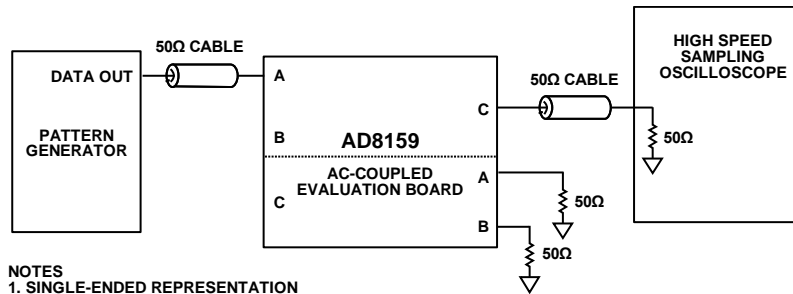 50Ω CABLE
DATA OUT
PATTERN
GENERATOR
A
B
C
AD8159
AC-COUPLED
EVALUATION BOARD
C
A
B
50Ω CABLE
50Ω
50Ω
HIGH SPEED
SAMPLING
OSCILLOSCOPE
50Ω
NOTES
1. SINGLE-ENDED REPRESENTATION